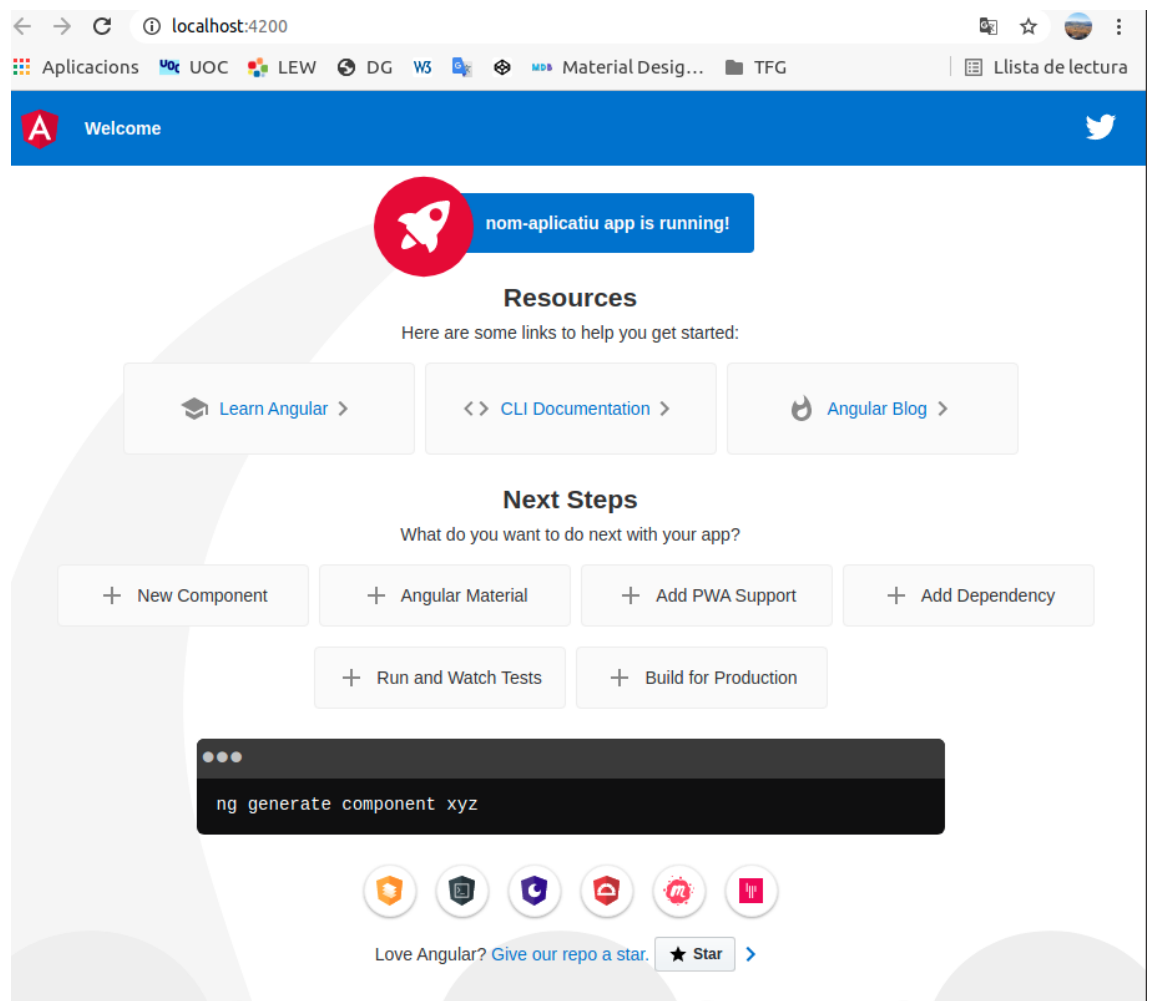 localhost:4200
Aplicacions UOC LEW DG W3 Material Desig... TFG Llista de lectura
Welcome
nom-aplicatiu app is running!
Resources
Here are some links to help you get started:
Learn Angular CLI Documentation Angular Blog
Next Steps
What do you want to do next with your app?
New Component Angular Material Add PWA Support Add Dependency
Run and Watch Tests Build for Production
ng generate component xyz
Love Angular? Give our repo a star. Star